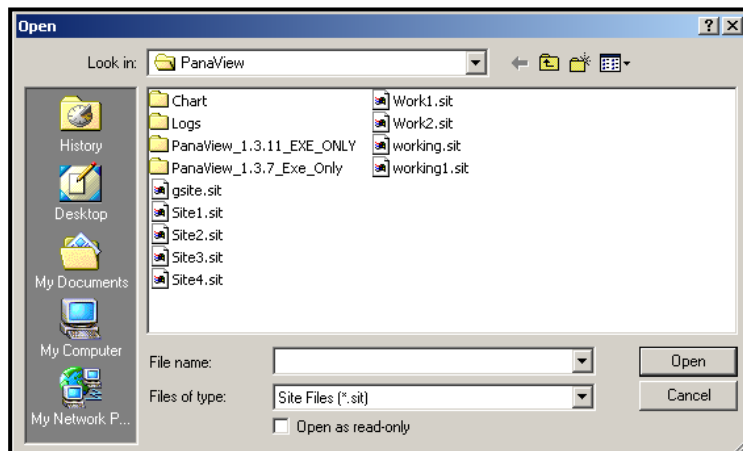 Open
Look in: PanaView
History
Desktop
My Documents
My Computer
My Network P...
Chart
Logs
PanaView_1.3.11_EXE_ONLY
PanaView_1.3.7_Exe_Only
gsite.sit
Site1.sit
Site2.sit
Site3.sit
Site4.sit
Work1.sit
Work2.sit
working.sit
working1.sit
File name:
Open
Files of type: Site Files (*.sit)
Cancel
Open as read-only